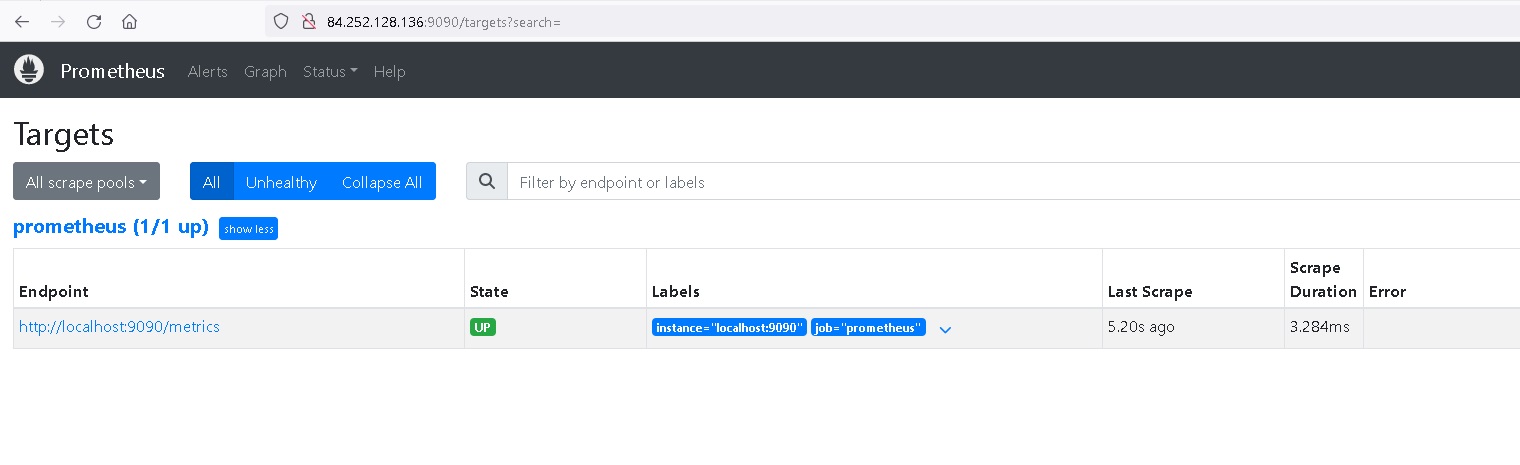 84.252.128.136:9090/targets?search=
Prometheus Alerts Graph Status Help
Targets
All scrape pools All Unhealthy Collapse All Filter by endpoint or labels
prometheus (1/1 up) show less
Endpoint State Labels Last Scrape Scrape Duration Error
http://localhost:9090/metrics UP instance="localhost:9090" job="prometheus" 5.20s ago 3.284ms